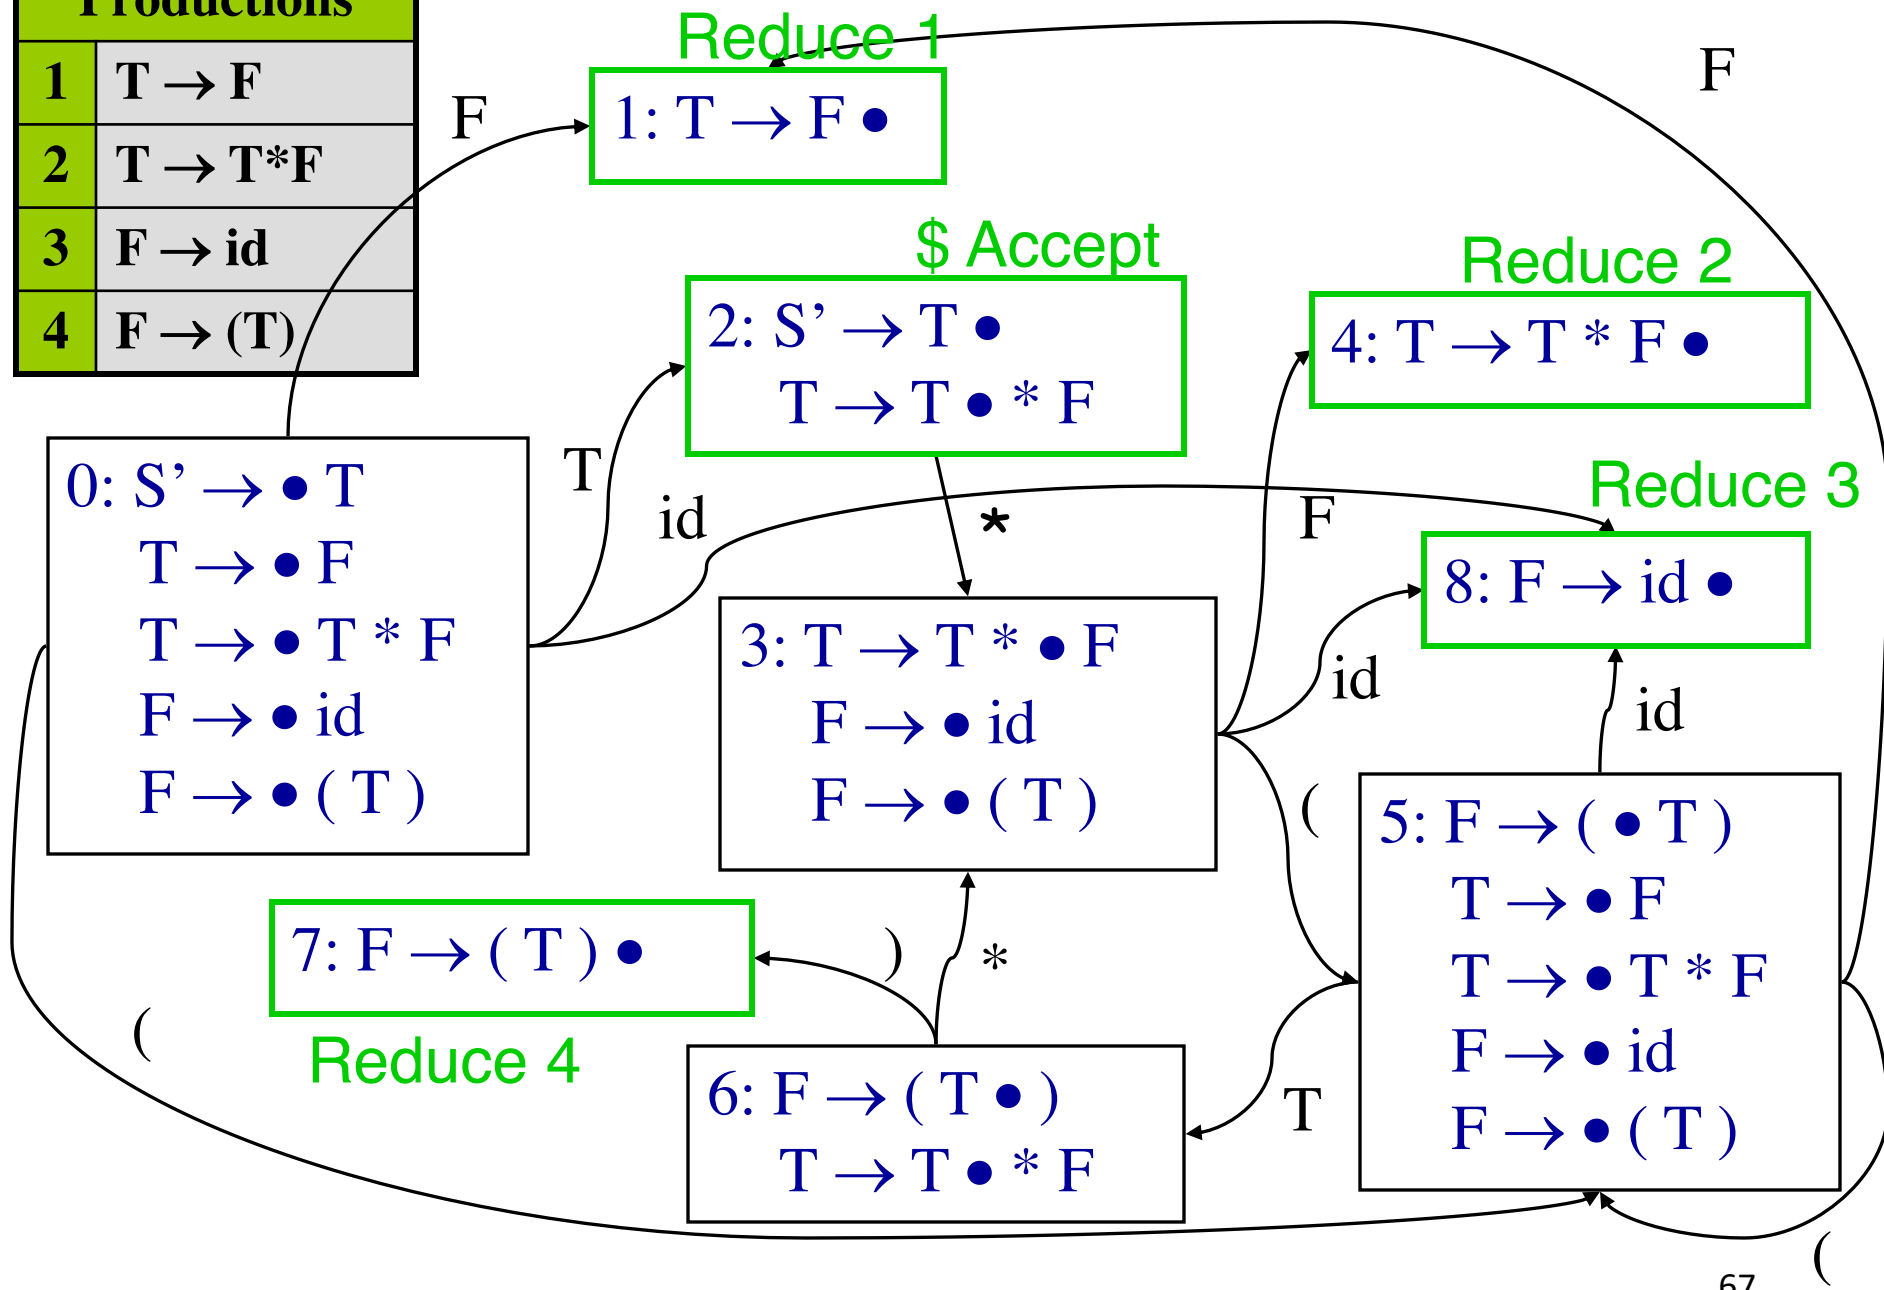 Productions
1 T → F
2 T → T*F
3 F → id
4 F → (T)
Reduce 1
F
F
1: T → F •
$ Accept
2: S’ → T •
T → T • * F
Reduce 2
4: T → T * F •
0: S’ → • T
T → • F
T → • T * F
F → • id
F → • ( T )
T
id
*
F
Reduce 3
8: F → id •
3: T → T * • F
F → • id
F → • ( T )
id
id
(
5: F → ( • T )
T → • F
T → • T * F
F → • id
F → • ( T )
7: F → ( T ) •
Reduce 4
)
*
(
6: F → ( T • )
T → T • * F
T
(
67